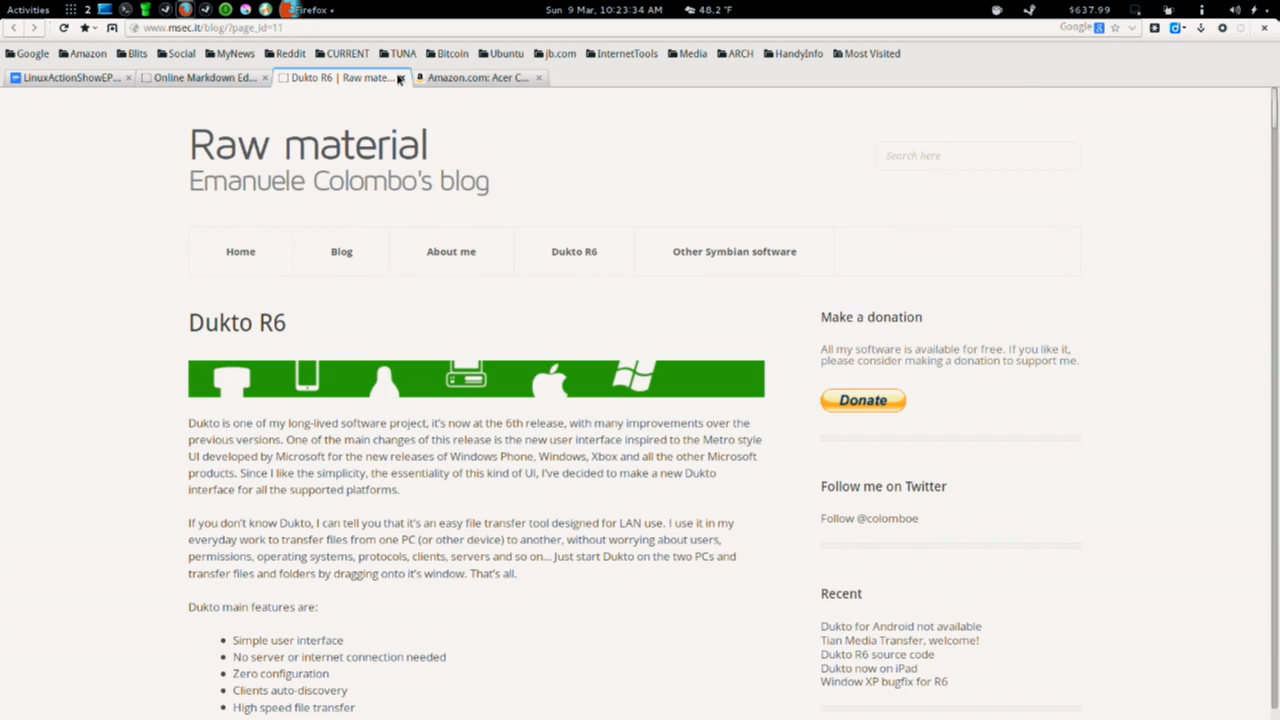 Activities 2 Firefox Sun 9 Mar, 10:23:34 AM 48.2 °F $637.99
www.msec.it/blog/?page_id=11 Google
Google Amazon Blts Social MyNews Reddit CURRENT TUNA Bitcoin Ubuntu jb.com InternetTools Media ARCH HandyInfo Most Visited
LinuxActionShowEP... Online Markdown Ed... Dukto R6 | Raw mate... Amazon.com: Acer C...
Raw material
Emanuele Colombo's blog
Search here
Home Blog About me Dukto R6 Other Symbian software
Dukto R6
Dukto is one of my long-lived software project, it's now at the 6th release, with many improvements over the
previous versions. One of the main changes of this release is the new user interface inspired to the Metro style
UI developed by Microsoft for the new releases of Windows Phone, Windows, Xbox and all the other Microsoft
products. Since I like the simplicity, the essentiality of this kind of UI, I've decided to make a new Dukto
interface for all the supported platforms.
If you don't know Dukto, I can tell you that it's an easy file transfer tool designed for LAN use. I use it in my
everyday work to transfer files from one PC (or other device) to another, without worrying about users,
permissions, operating systems, protocols, clients, servers and so on... Just start Dukto on the two PCs and
transfer files and folders by dragging onto it's window. That's all.
Dukto main features are:
Simple user interface
No server or internet connection needed
Zero configuration
Clients auto-discovery
High speed file transfer
Make a donation
All my software is available for free. If you like it,
please consider making a donation to support me.
Donate
Follow me on Twitter
Follow @colomboe
Recent
Dukto for Android not available
Tian Media Transfer, welcome!
Dukto R6 source code
Dukto now on iPad
Window XP bugfix for R6